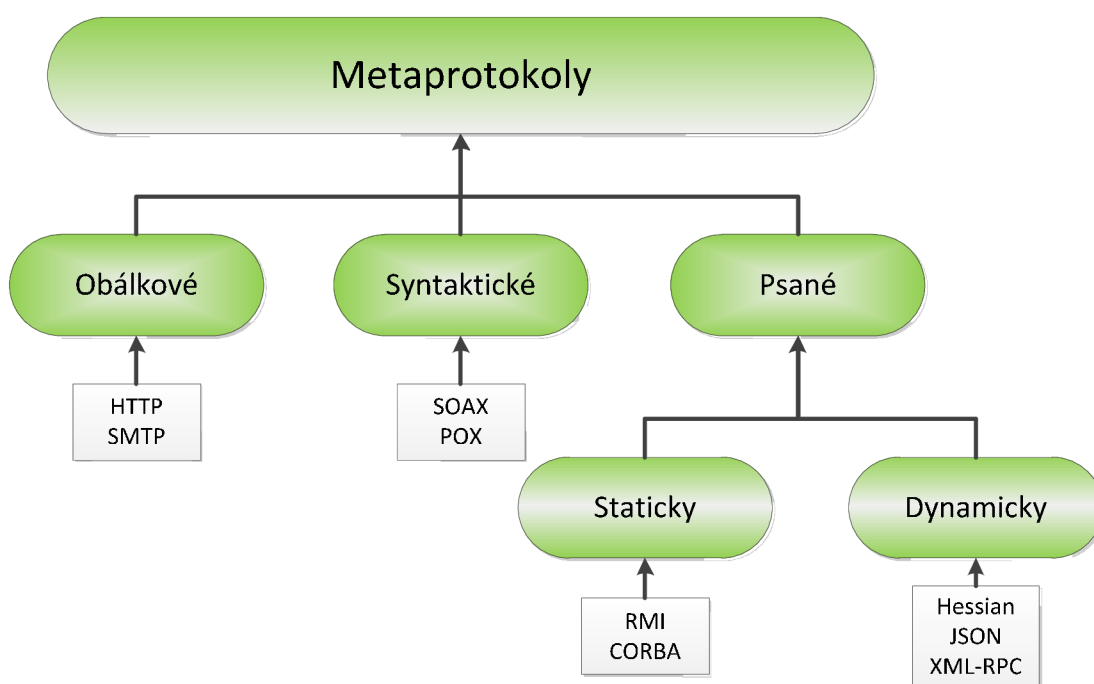 Metaprotokoly
Obálkové
Syntaktické
Psané
HTTP
SMTP
SOAX
POX
Staticky
Dynamicky
RMI
CORBA
Hessian
JSON
XML-RPC